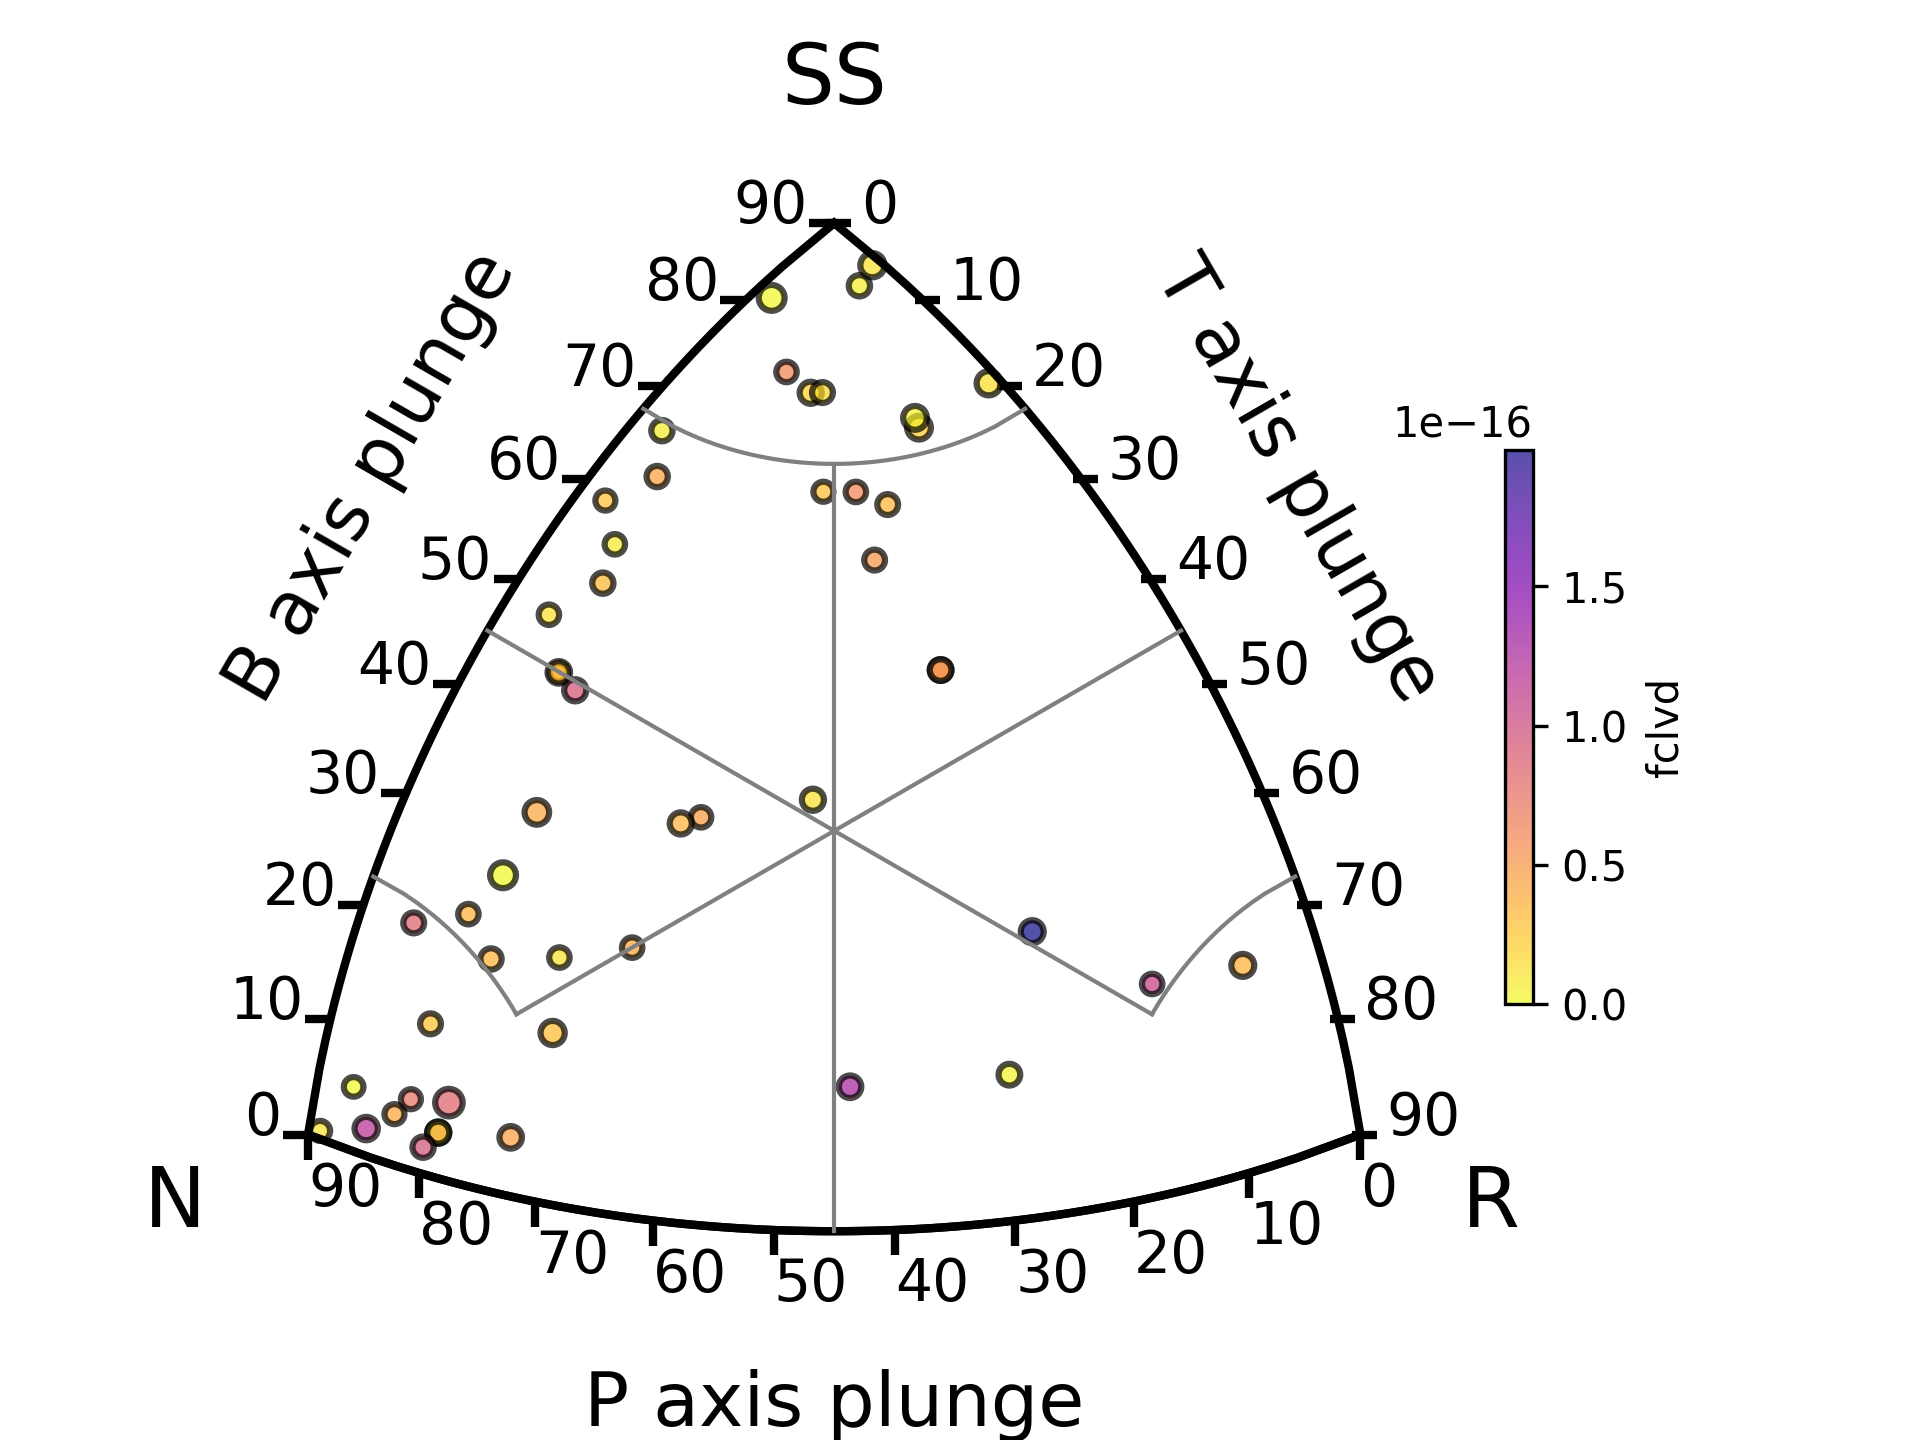 SS
90 0
80 10
70 20
60 30
50 40
40 50
30 60
20 70
10 80
0 90
B axis plunge
T axis plunge
N
R
90 80 70 60 50 40 30 20 10 0
P axis plunge
1e−16
1.5
1.0
0.5
0.0
fclvd